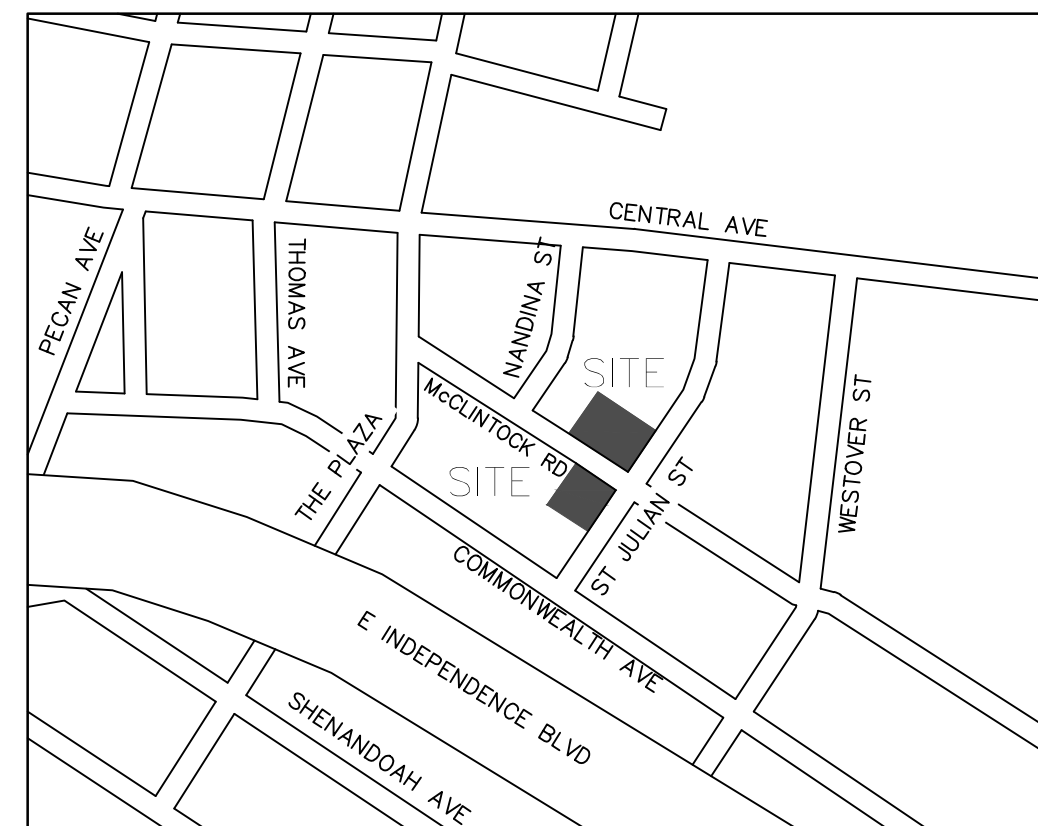 CENTRAL AVE
PECAN AVE
THOMAS AVE
NANDINA ST
SITE
McCLINTOCK RD
WESTOVER ST
THE PLAZA
SITE
ST JULIAN ST
COMMONWEALTH AVE
E INDEPENDENCE BLVD
SHENANDOAH AVE